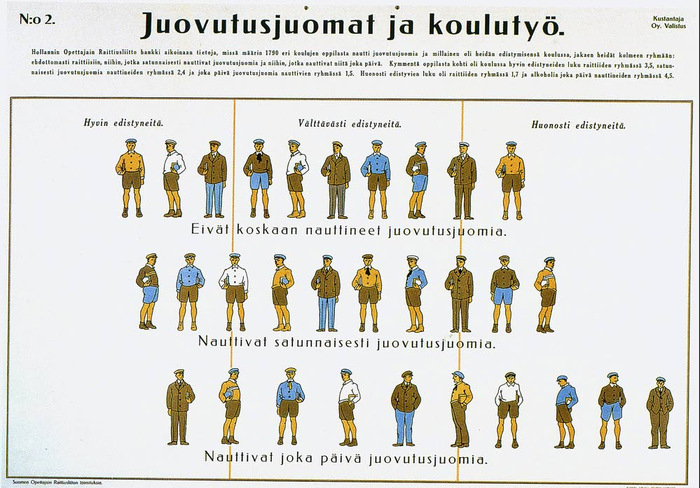 N:o 2.
Juovutusjuomat ja koulutyö.
Kustantaja
Oy. Valistus
Hollannin Opettajain Raittiusliitto hankki aikoinaan tietoja, missä määrin 1790 eri koulujen oppilasta nautti juovutusjuomia ja millainen oli heidän edistymisensä koulussa, jakaen heidät kolmeen ryhmään:
ehdottomasti raittiisiin, niihin, jotka satunnaisesti nauttivat juovutusjuomia ja niihin, jotka nauttivat niitä joka päivä. Kymmentä oppilasta kohti oli koulussa hyvin edistyneiden luku raittiiden ryhmässä 3,5, satun-
naisesti juovutusjuomia nauttineiden ryhmässä 2,4 ja joka päivä juovutusjuomia nauttivien ryhmässä 1,5. Huonosti edistyvien luku oli raittiiden ryhmässä 1,7 ja alkoholia joka päivä nauttineiden ryhmässä 4,5.
Hyvin edistyneitä.
Välttävästi edistyneitä.
Huonosti edistyneitä.
Eivät koskaan nauttineet juovutusjuomia.
Nauttivat satunnaisesti juovutusjuomia.
Nauttivat joka päivä juovutusjuomia.
Suomen Opettajain Raittiusliiton toimituksia.